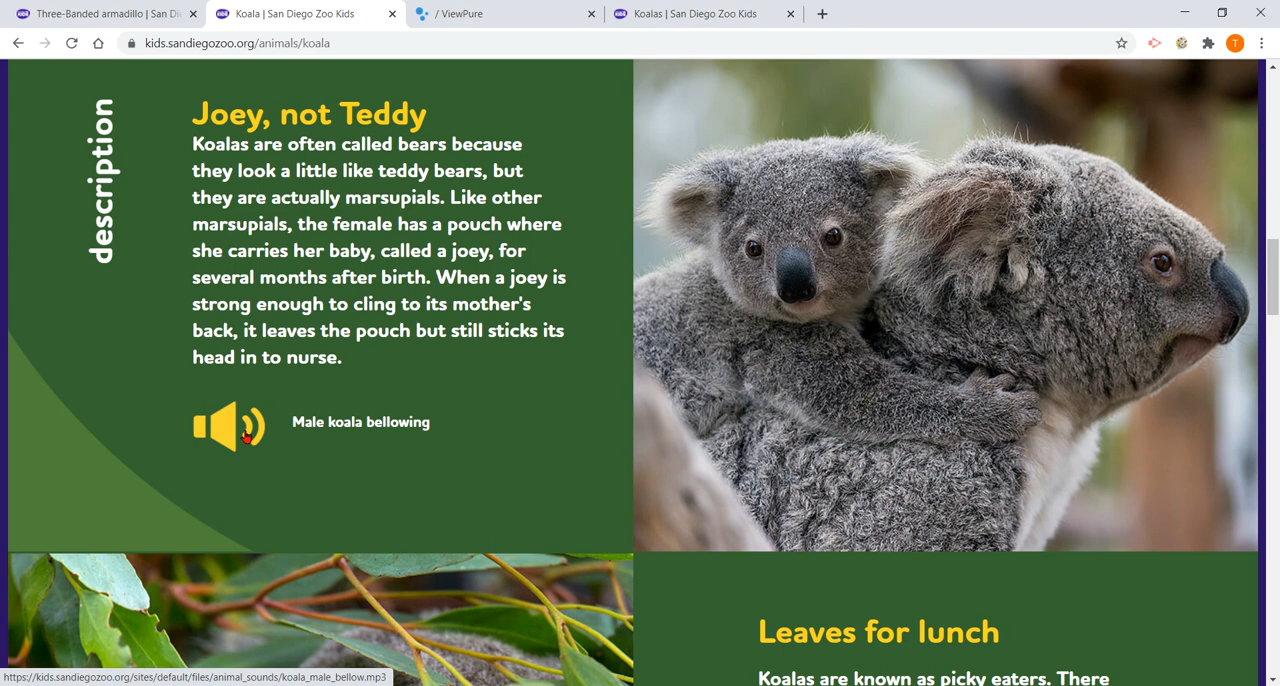 Three-Banded armadillo | San Di
Koala | San Diego Zoo Kids
/ ViewPure
Koalas | San Diego Zoo Kids
kids.sandiegozoo.org/animals/koala
T
description
Joey, not Teddy
Koalas are often called bears because
they look a little like teddy bears, but
they are actually marsupials. Like other
marsupials, the female has a pouch where
she carries her baby, called a joey, for
several months after birth. When a joey is
strong enough to cling to its mother's
back, it leaves the pouch but still sticks its
head in to nurse.
Male koala bellowing
Leaves for lunch
Koalas are known as picky eaters. There
https://kids.sandiegozoo.org/sites/default/files/animal_sounds/koala_male_bellow.mp3